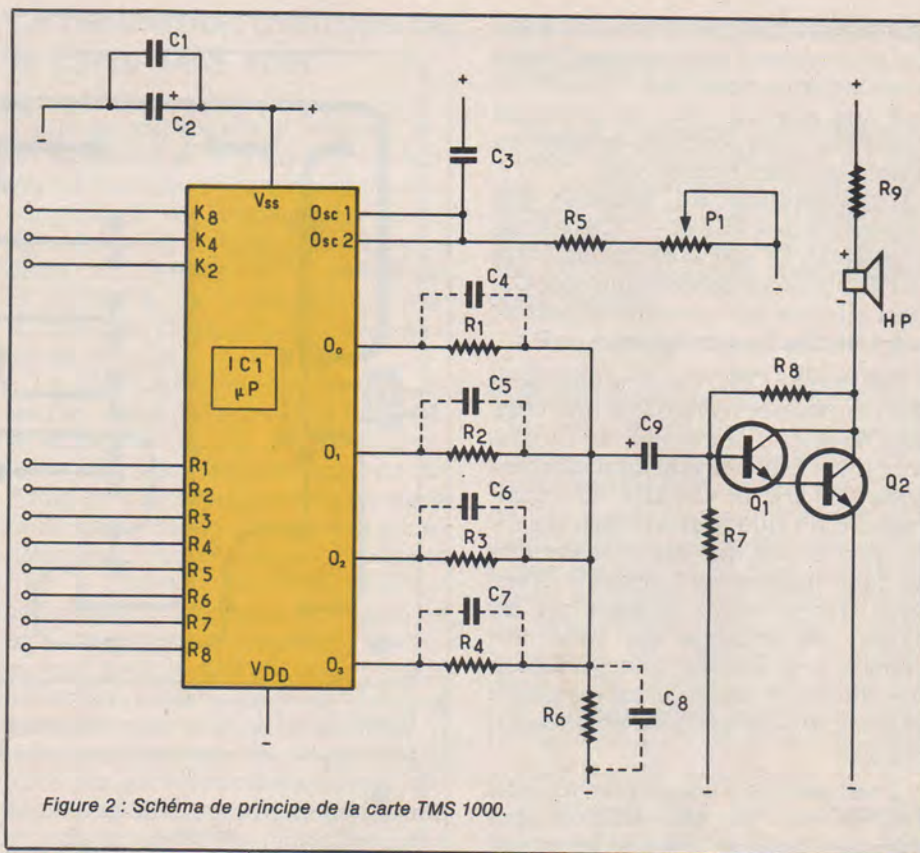 C1
+
C2
-
+
+
C3
+
R9
Vss
Osc 1
Osc 2
K8
K4
K2
R5
P1
-
+
-
HP
C4
R1
O0
IC1
µP
C5
R2
O1
C9
+
R8
Q1
Q2
R1
R2
R3
R4
R5
R6
R7
R8
C6
R3
O2
R7
C7
R4
O3
VDD
-
R6
C8
-
-
-
Figure 2 : Schéma de principe de la carte TMS 1000.